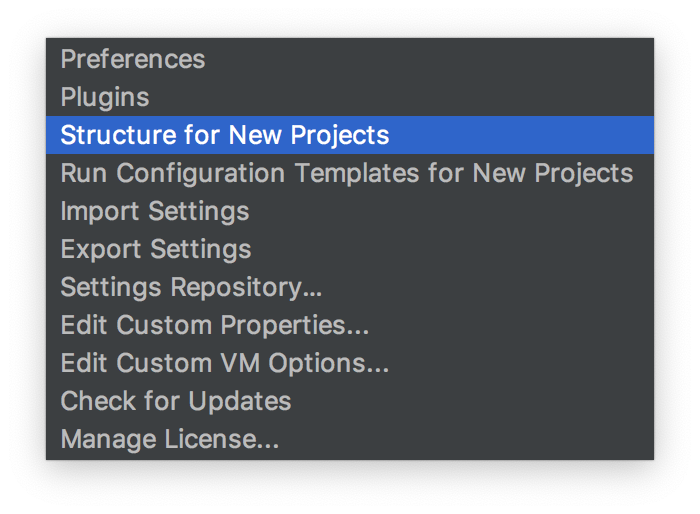 Preferences
Plugins
Structure for New Projects
Run Configuration Templates for New Projects
Import Settings
Export Settings
Settings Repository...
Edit Custom Properties...
Edit Custom VM Options...
Check for Updates
Manage License...